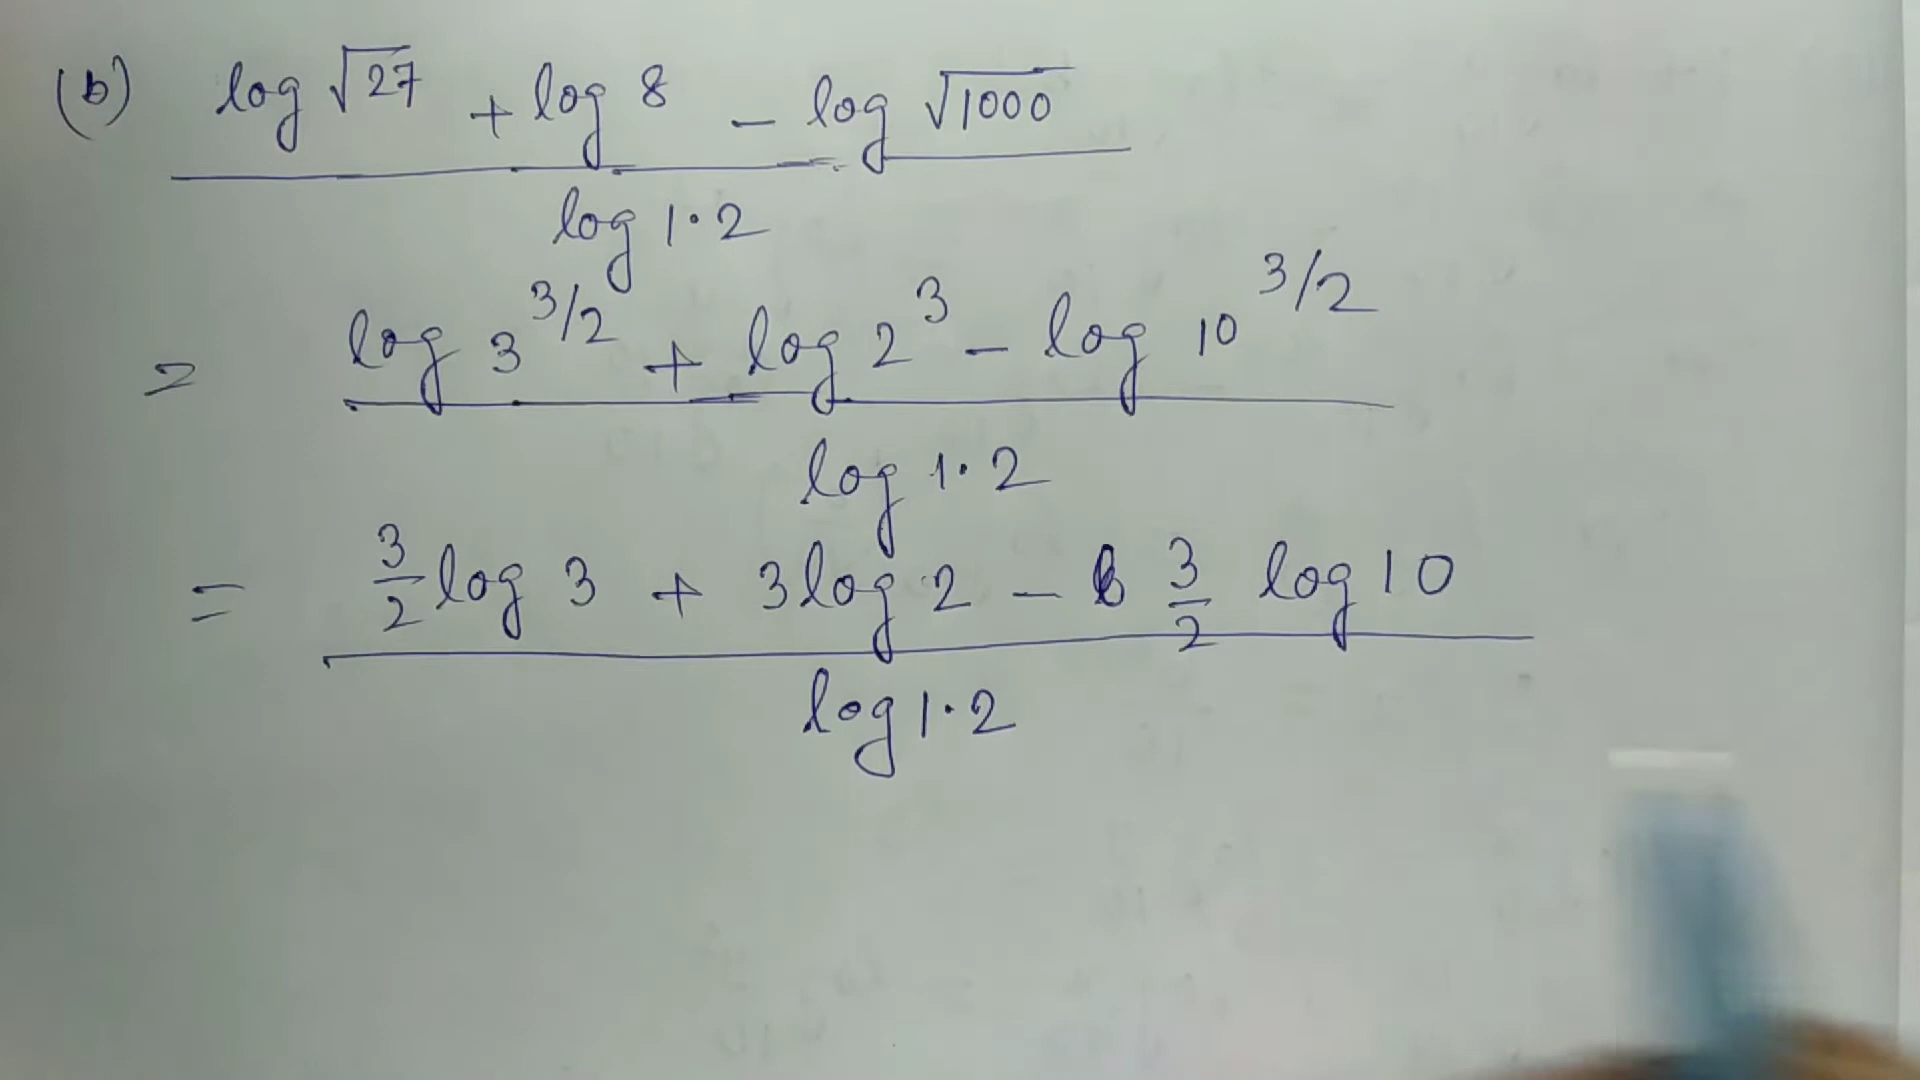 (b) log √27 + log 8 - log √1000
log 1.2
= log 3^3/2 + log 2^3 - log 10^3/2
log 1.2
= 3/2 log 3 + 3 log 2 - 3/2 log 10
log 1.2